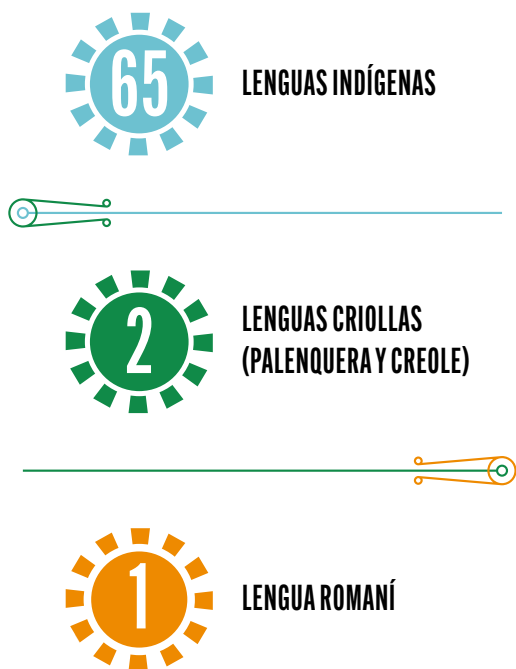 65
LENGUAS INDÍGENAS
2
LENGUAS CRIOLLAS
(PALENQUERA Y CREOLE)
1
LENGUA ROMANÍ